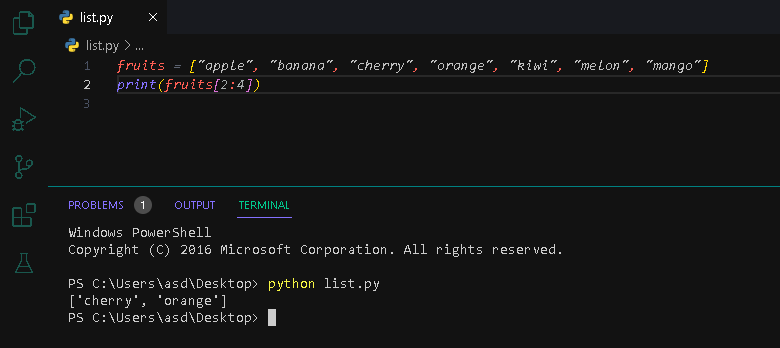 list.py ×
list.py > ...
1 fruits = ["apple", "banana", "cherry", "orange", "kiwi", "melon", "mango"]
2 print(fruits[2:4])
3
PROBLEMS 1 OUTPUT TERMINAL
Windows PowerShell
Copyright (C) 2016 Microsoft Corporation. All rights reserved.
PS C:\Users\asd\Desktop> python list.py
['cherry', 'orange']
PS C:\Users\asd\Desktop>